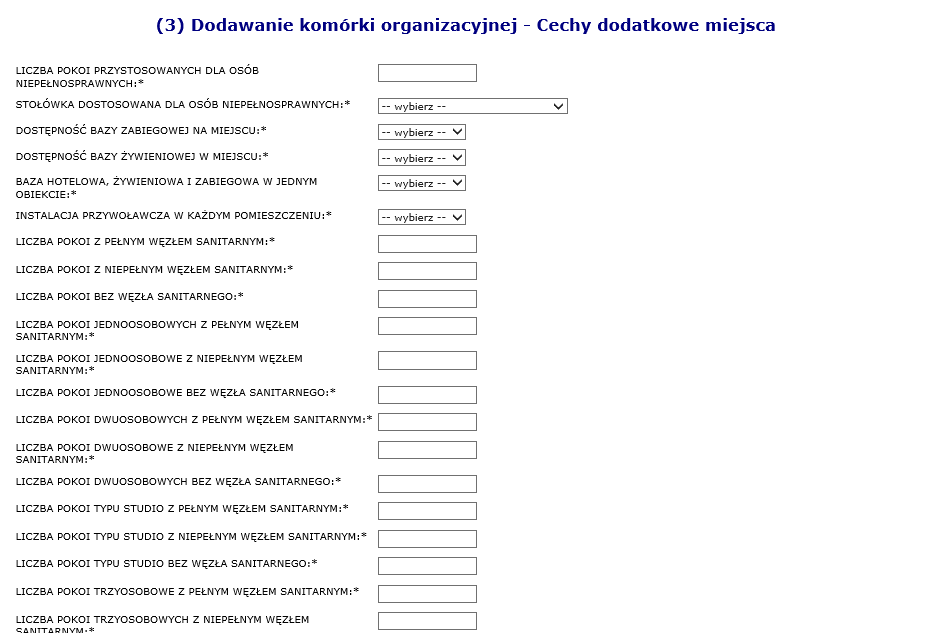 (3) Dodawanie komórki organizacyjnej - Cechy dodatkowe miejsca
LICZBA POKOI PRZYSTOSOWANYCH DLA OSÓB
NIEPEŁNOSPRAWNYCH:*
STOŁÓWKA DOSTOSOWANA DLA OSÓB NIEPEŁNOSPRAWNYCH:* -- wybierz --
DOSTĘPNOŚĆ BAZY ZABIEGOWEJ NA MIEJSCU:* -- wybierz --
DOSTĘPNOŚĆ BAZY ŻYWIENIOWEJ W MIEJSCU:* -- wybierz --
BAZA HOTELOWA, ŻYWIENIOWA I ZABIEGOWA W JEDNYM -- wybierz --
OBIEKCIE:*
INSTALACJA PRZYWOŁAWCZA W KAŻDYM POMIESZCZENIU:* -- wybierz --
LICZBA POKOI Z PEŁNYM WĘZŁEM SANITARNYM:*
LICZBA POKOI Z NIEPEŁNYM WĘZŁEM SANITARNYM:*
LICZBA POKOI BEZ WĘZŁA SANITARNEGO:*
LICZBA POKOI JEDNOOSOBOWYCH Z PEŁNYM WĘZŁEM
SANITARNYM:*
LICZBA POKOI JEDNOOSOBOWE Z NIEPEŁNYM WĘZŁEM
SANITARNYM:*
LICZBA POKOI JEDNOOSOBOWE BEZ WĘZŁA SANITARNEGO:*
LICZBA POKOI DWUOSOBOWYCH Z PEŁNYM WĘZŁEM SANITARNYM:*
LICZBA POKOI DWUOSOBOWE Z NIEPEŁNYM WĘZŁEM
SANITARNYM:*
LICZBA POKOI DWUOSOBOWYCH BEZ WĘZŁA SANITARNEGO:*
LICZBA POKOI TYPU STUDIO Z PEŁNYM WĘZŁEM SANITARNYM:*
LICZBA POKOI TYPU STUDIO Z NIEPEŁNYM WĘZŁEM SANITARNYM:*
LICZBA POKOI TYPU STUDIO BEZ WĘZŁA SANITARNEGO:*
LICZBA POKOI TRZYOSOBOWE Z PEŁNYM WĘZŁEM SANITARNYM:*
LICZBA POKOI TRZYOSOBOWYCH Z NIEPEŁNYM WĘZŁEM
SANITARNYM:*